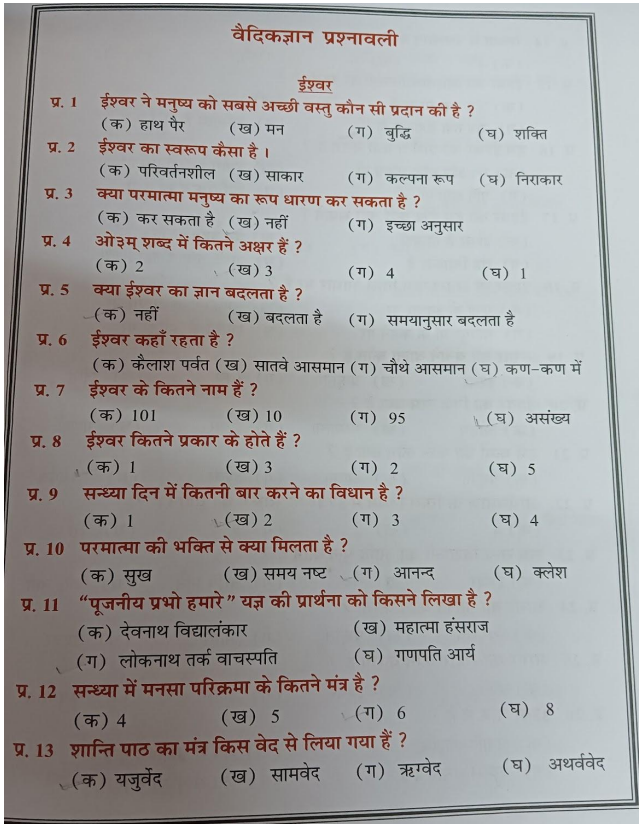 वैदिकज्ञान प्रश्नावली
ईश्वर
प्र. 1 ईश्वर ने मनुष्य को सबसे अच्छी वस्तु कौन सी प्रदान की है ?
(क) हाथ पैर (ख) मन (ग) बुद्धि (घ) शक्ति
प्र. 2 ईश्वर का स्वरूप कैसा है ।
(क) परिवर्तनशील (ख) साकार (ग) कल्पना रूप (घ) निराकार
प्र. 3 क्या परमात्मा मनुष्य का रूप धारण कर सकता है ?
(क) कर सकता है (ख) नहीं (ग) इच्छा अनुसार
प्र. 4 ओ३म् शब्द में कितने अक्षर हैं ?
(क) 2 (ख) 3 (ग) 4 (घ) 1
प्र. 5 क्या ईश्वर का ज्ञान बदलता है ?
(क) नहीं (ख) बदलता है (ग) समयानुसार बदलता है
प्र. 6 ईश्वर कहाँ रहता है ?
(क) कैलाश पर्वत (ख) सातवे आसमान (ग) चौथे आसमान (घ) कण-कण में
प्र. 7 ईश्वर के कितने नाम हैं ?
(क) 101 (ख) 10 (ग) 95 (घ) असंख्य
प्र. 8 ईश्वर कितने प्रकार के होते हैं ?
(क) 1 (ख) 3 (ग) 2 (घ) 5
प्र. 9 सन्ध्या दिन में कितनी बार करने का विधान है ?
(क) 1 (ख) 2 (ग) 3 (घ) 4
प्र. 10 परमात्मा की भक्ति से क्या मिलता है ?
(क) सुख (ख) समय नष्ट (ग) आनन्द (घ) क्लेश
प्र. 11 “पूजनीय प्रभो हमारे” यज्ञ की प्रार्थना को किसने लिखा है ?
(क) देवनाथ विद्यालंकार (ख) महात्मा हंसराज
(ग) लोकनाथ तर्क वाचस्पति (घ) गणपति आर्य
प्र. 12 सन्ध्या में मनसा परिक्रमा के कितने मंत्र है ?
(क) 4 (ख) 5 (ग) 6 (घ) 8
प्र. 13 शान्ति पाठ का मंत्र किस वेद से लिया गया हैं ?
(क) यजुर्वेद (ख) सामवेद (ग) ऋग्वेद (घ) अथर्ववेद